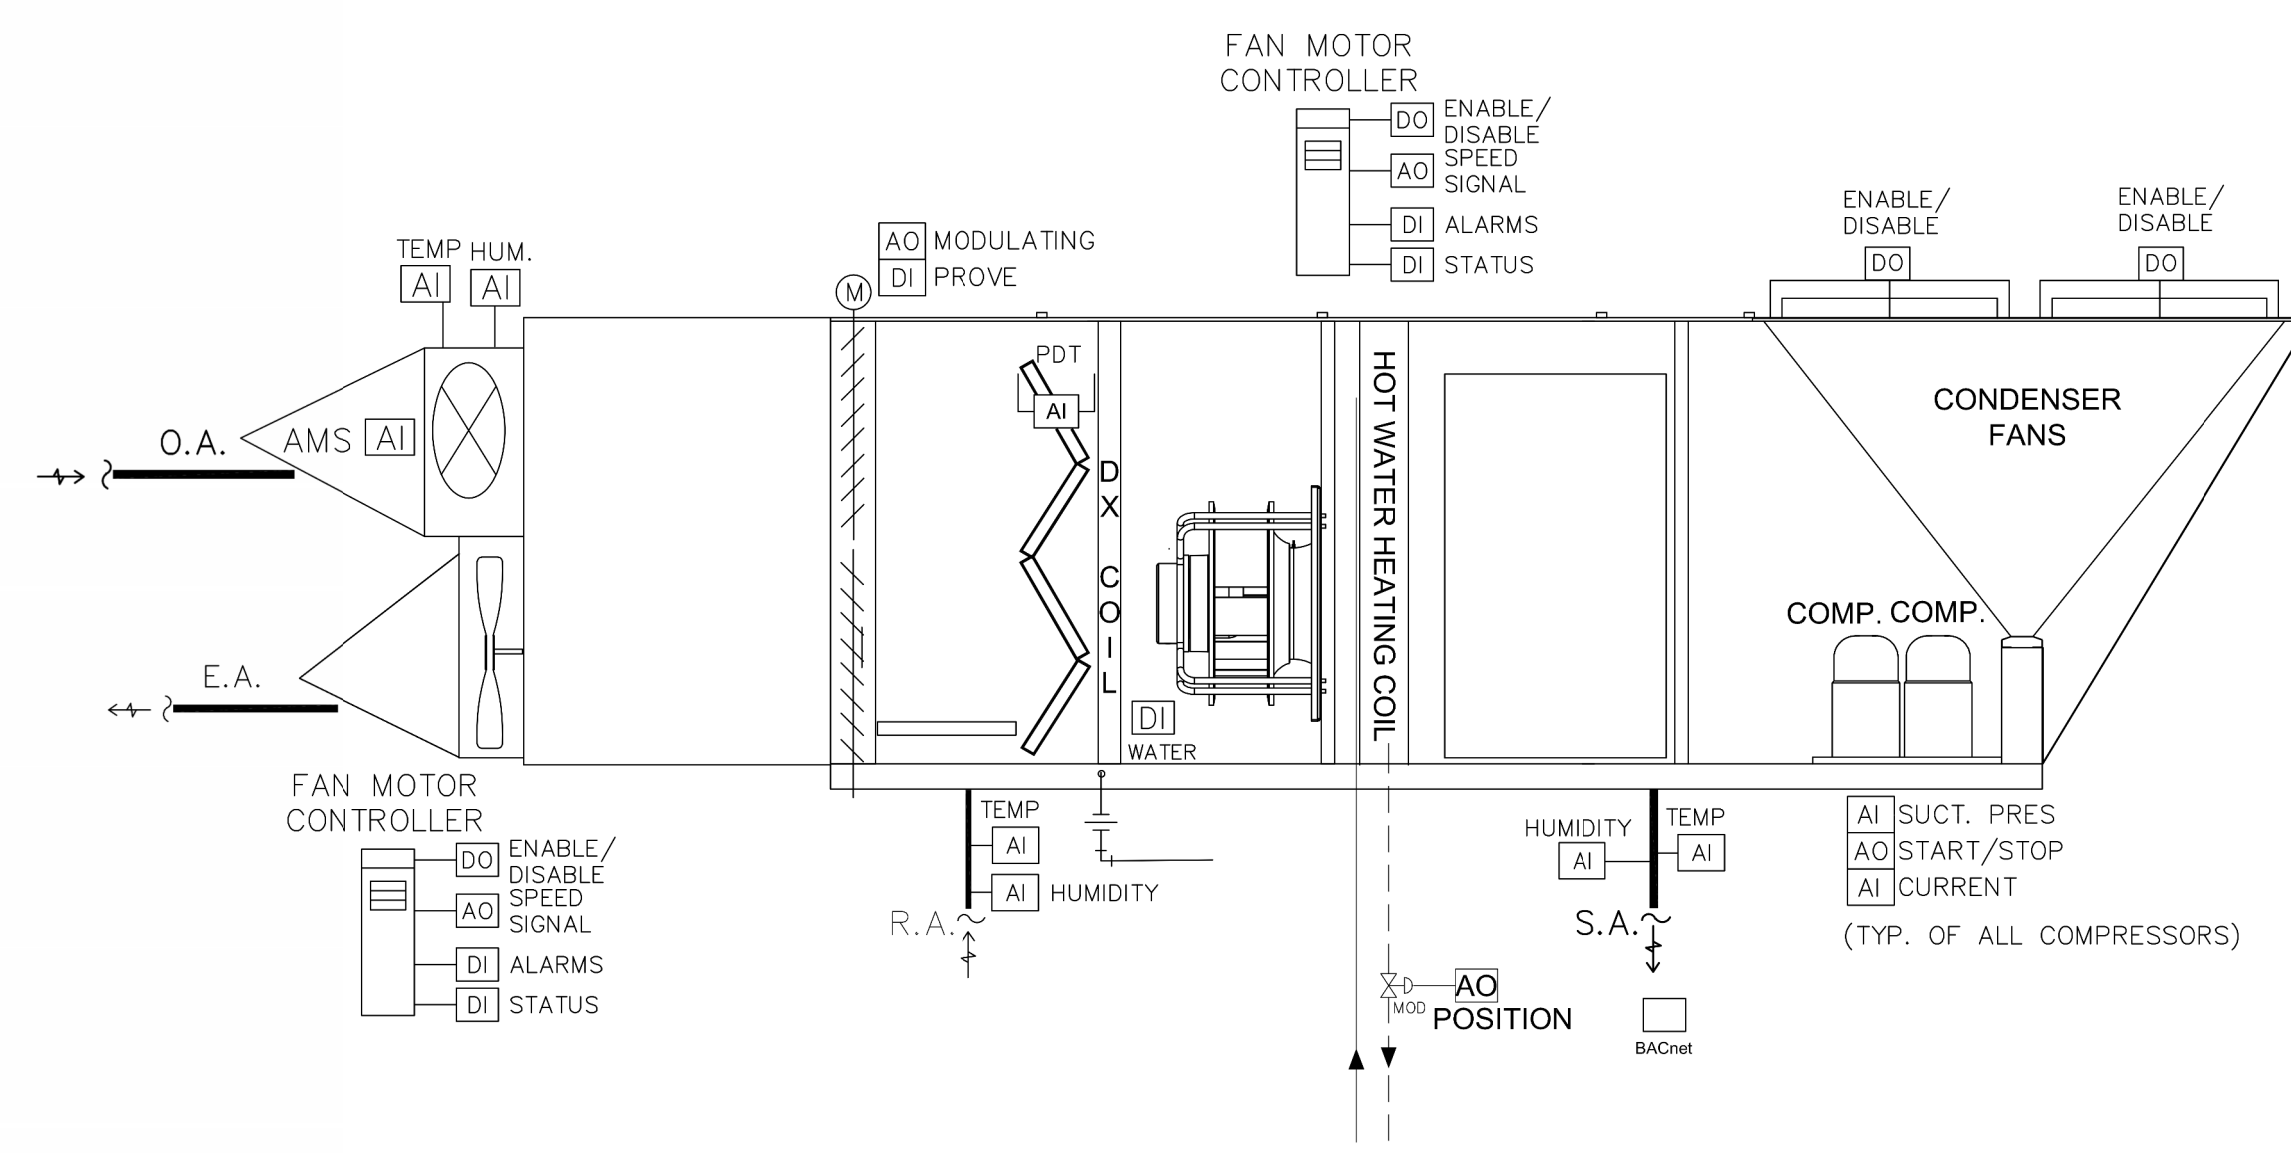 FAN MOTOR
CONTROLLER
DO ENABLE/
DISABLE
AO SPEED
SIGNAL
DI ALARMS
DI STATUS
ENABLE/
DISABLE
DO
ENABLE/
DISABLE
DO
TEMP HUM.
AI AI
AO MODULATING
DI PROVE
M
PDT
AI
O.A.
AMS AI
DX COIL
HOT WATER HEATING COIL
CONDENSER
FANS
COMP. COMP.
E.A.
DI
WATER
FAN MOTOR
CONTROLLER
DO ENABLE/
DISABLE
AO SPEED
SIGNAL
DI ALARMS
DI STATUS
TEMP
AI
AI HUMIDITY
R.A.
HUMIDITY TEMP
AI AI
S.A.
AI SUCT. PRES
AO START/STOP
AI CURRENT
(TYP. OF ALL COMPRESSORS)
AO
MOD
POSITION
BACnet